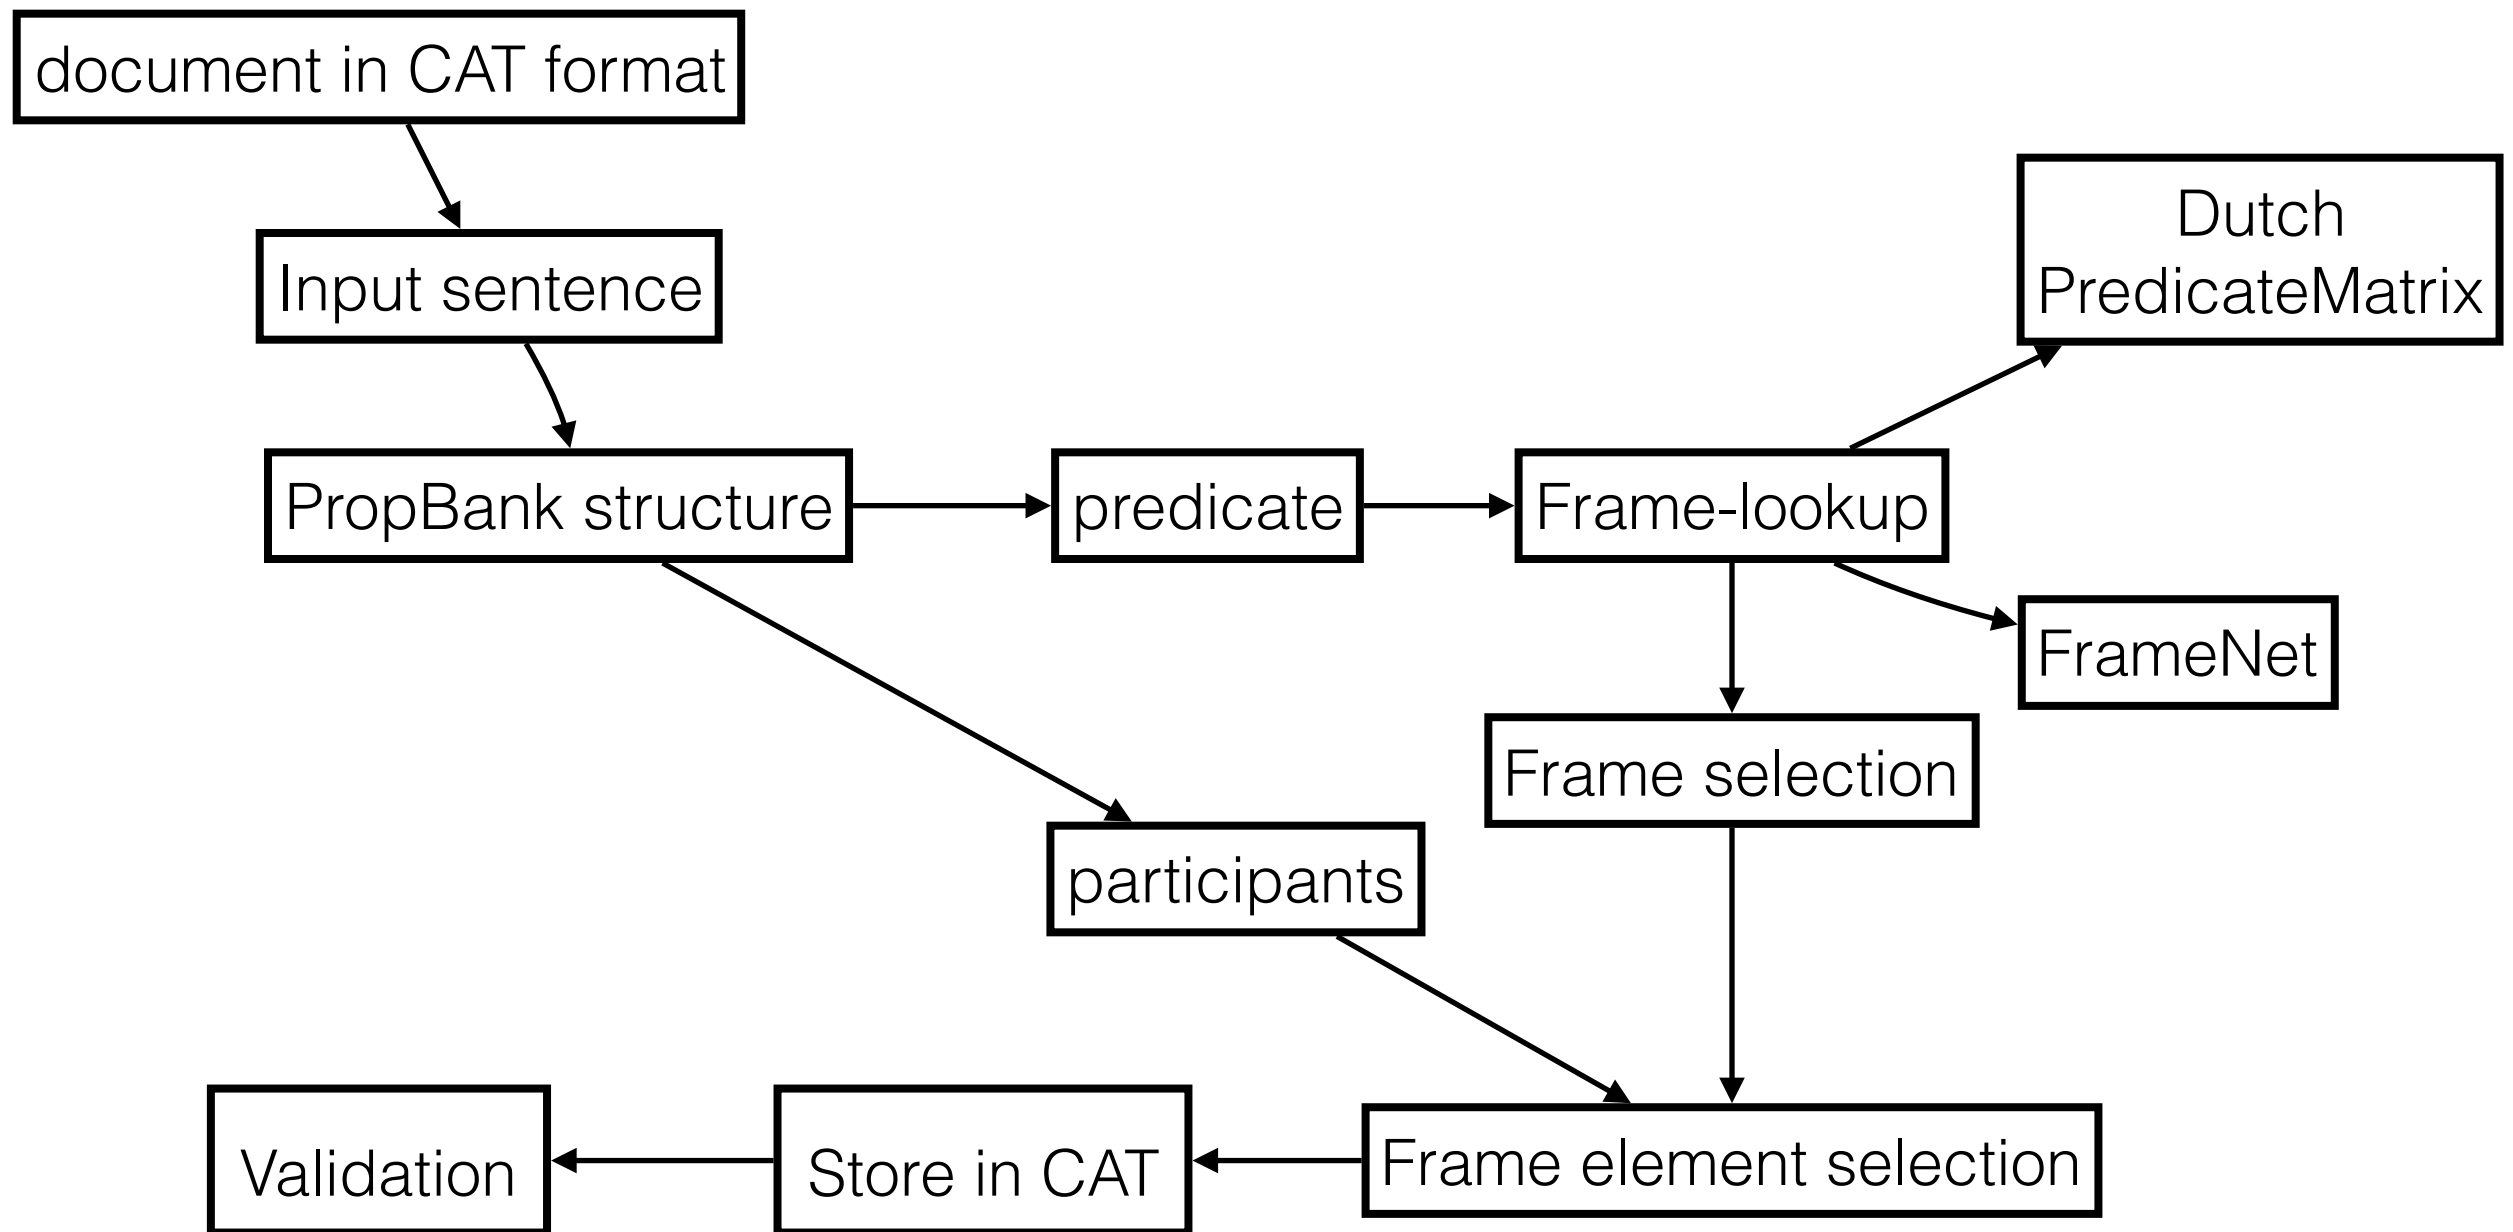 document in CAT format
Input sentence
Dutch
PredicateMatrix
PropBank structure
predicate
Frame-lookup
FrameNet
Frame selection
participants
Validation
Store in CAT
Frame element selection